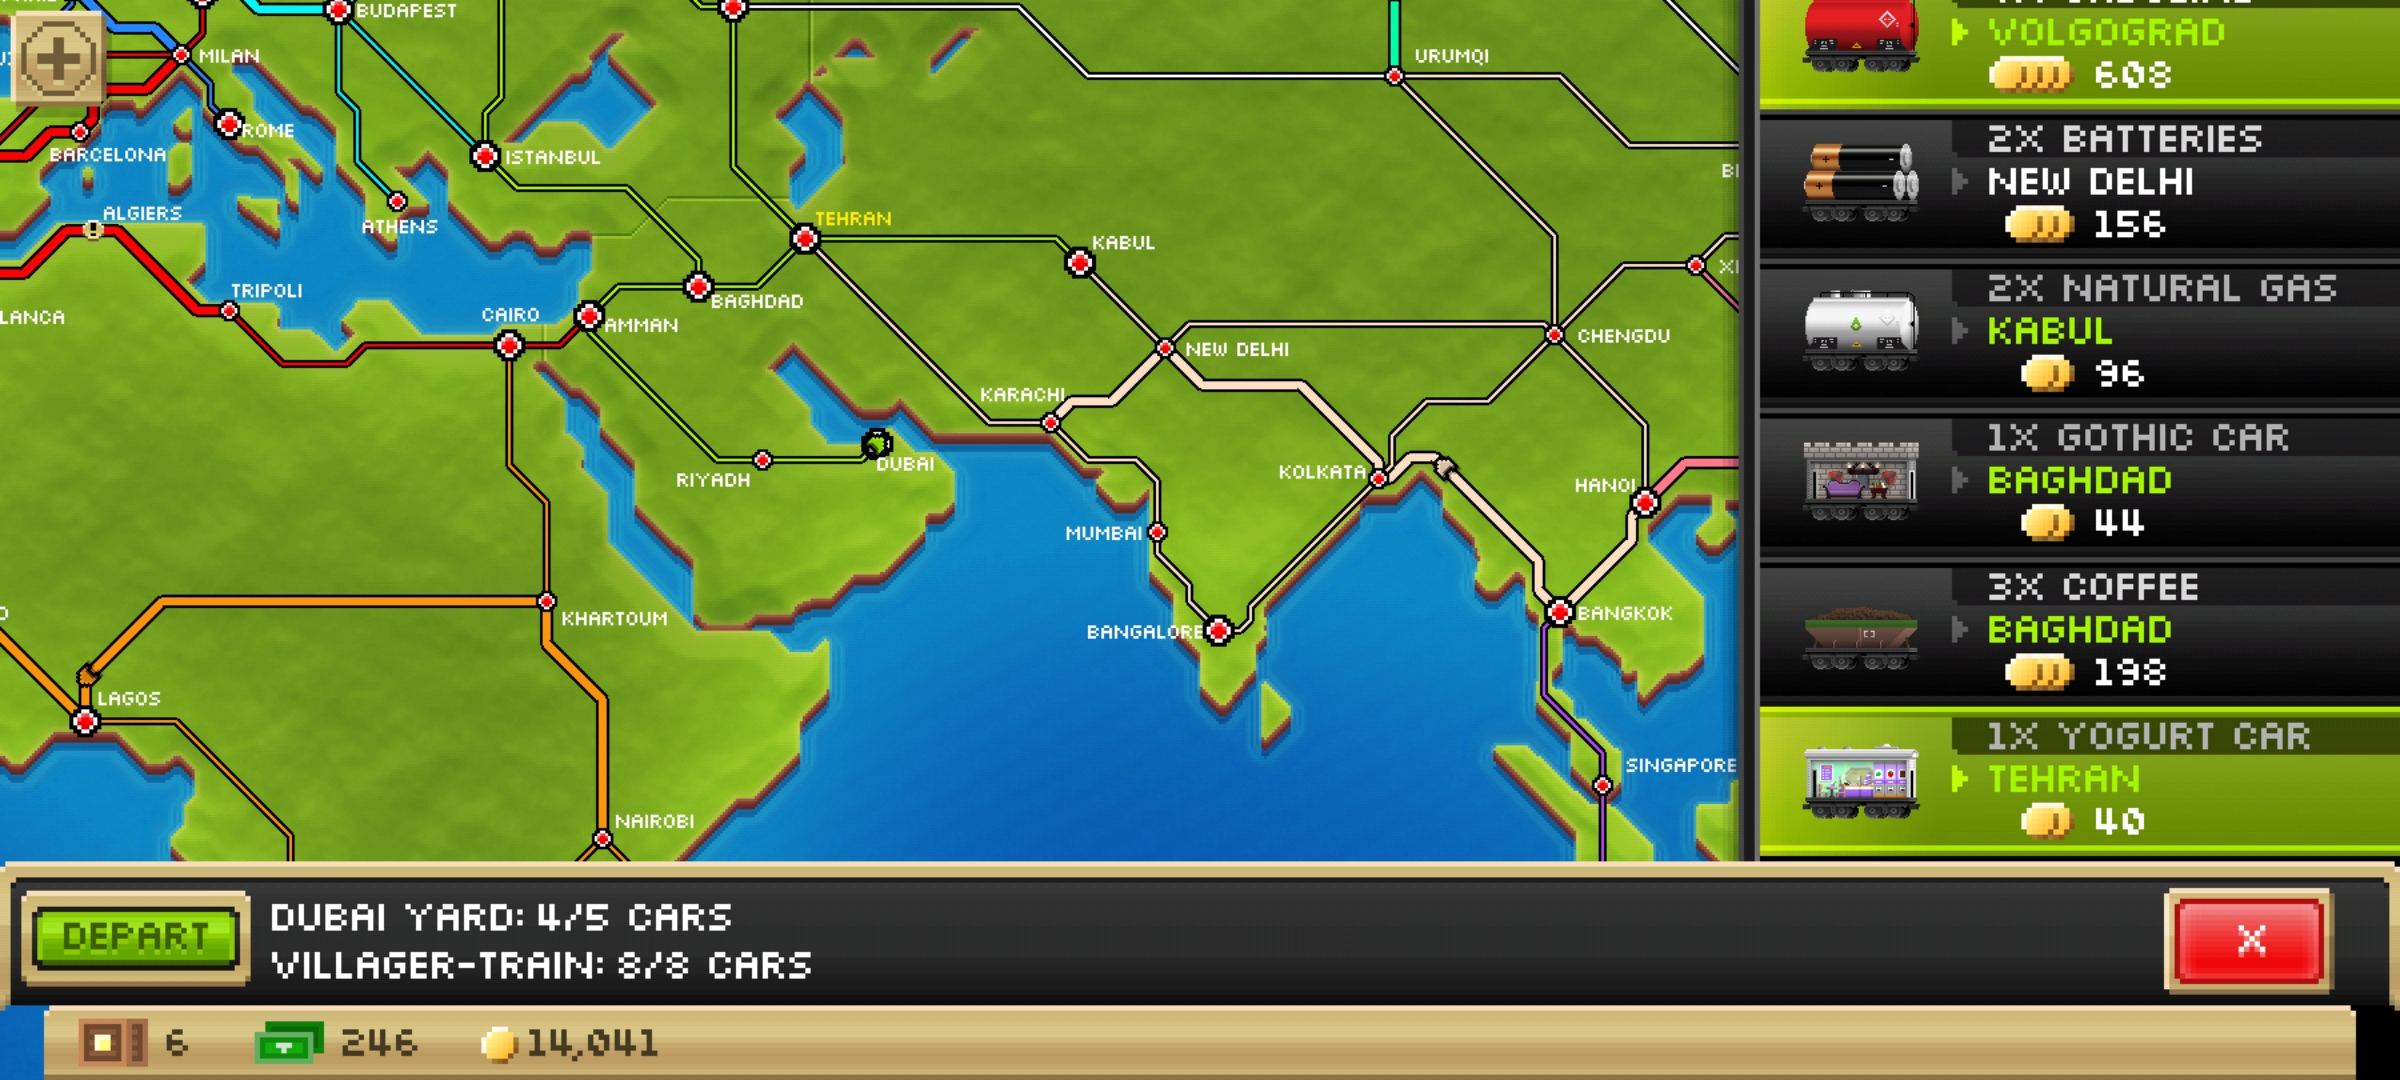 BUDAPEST
MILAN
URUMQI
ROME
BARCELONA
ISTANBUL
ALGIERS
ATHENS
TEHRAN
KABUL
TRIPOLI
BAGHDAD
LANCA
CAIRO
AMMAN
NEW DELHI
CHENGDU
KARACHI
RIYADH
DUBAI
KOLKATA
HANOI
MUMBAI
KHARTOUM
BANGALORE
BANGKOK
LAGOS
SINGAPORE
NAIROBI
VOLGOGRAD
608
2X BATTERIES
NEW DELHI
156
2X NATURAL GAS
KABUL
96
1X GOTHIC CAR
BAGHDAD
44
3X COFFEE
BAGHDAD
198
1X YOGURT CAR
TEHRAN
40
DEPART
DUBAI YARD: 4/5 CARS
VILLAGER-TRAIN: 8/8 CARS
X
6
246
14,041